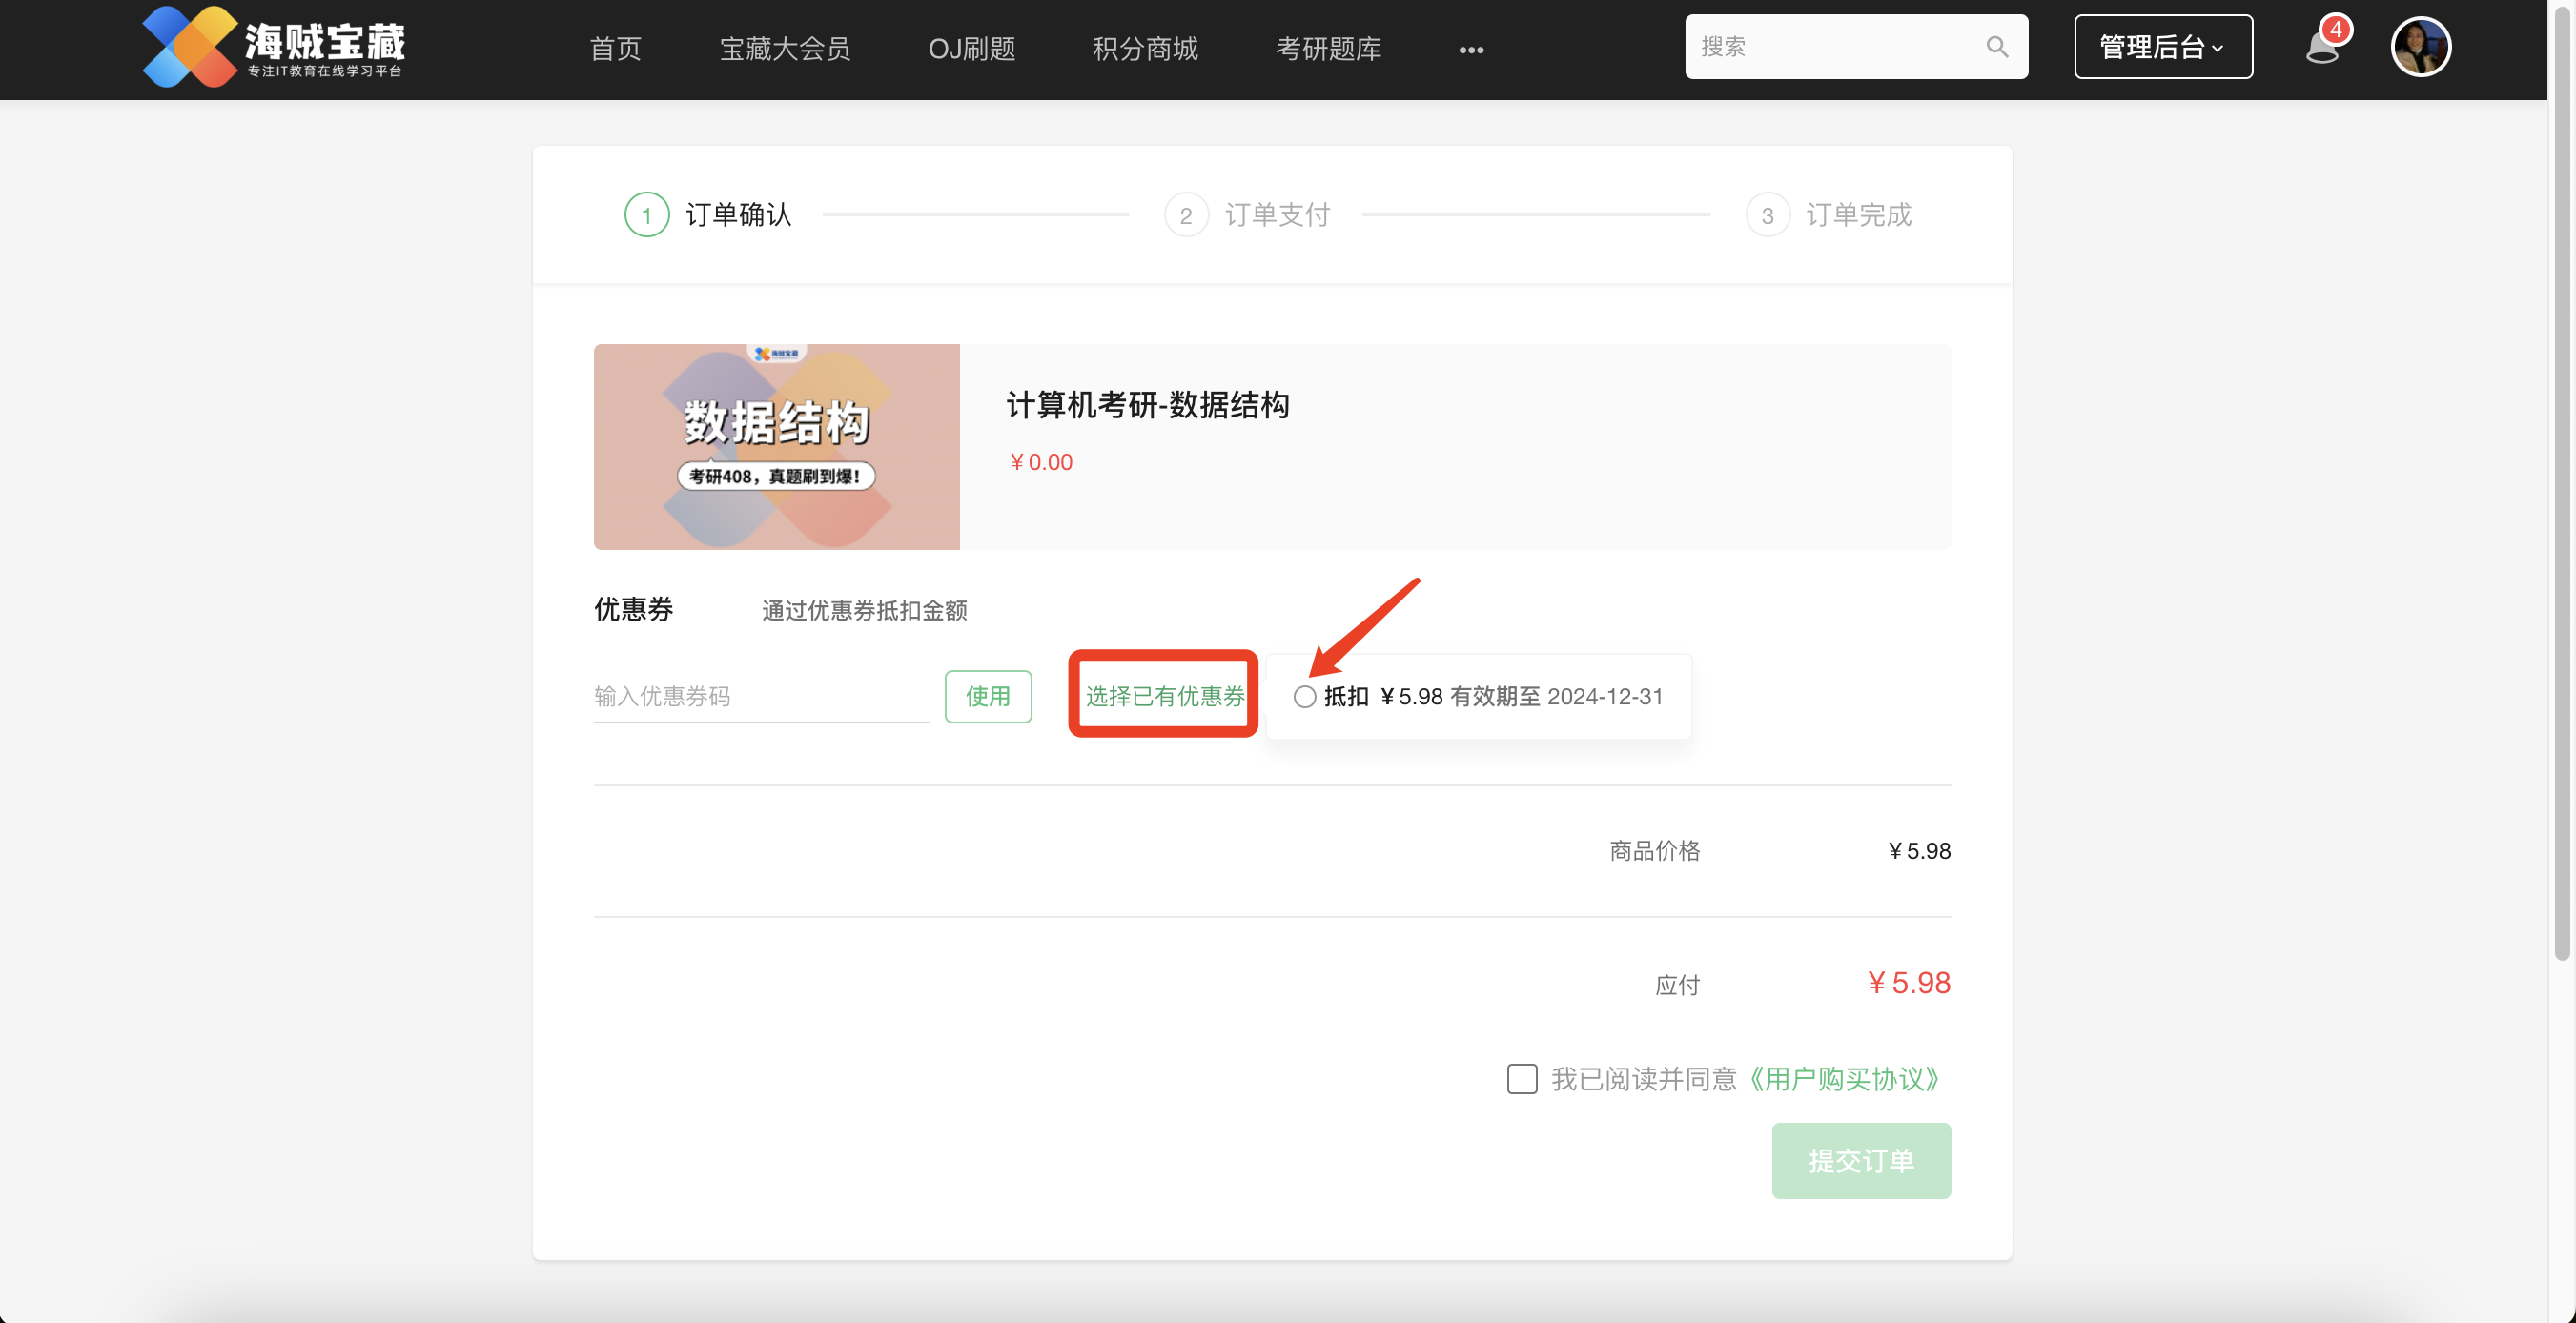 海贼宝藏
专注IT教育在线学习平台
首页 宝藏大会员 OJ刷题 积分商城 考研题库 ••• 搜索 管理后台 4
1 订单确认 2 订单支付 3 订单完成
海贼宝藏
数据结构
考研408，真题刷到爆！
计算机考研-数据结构
¥0.00
优惠券 通过优惠券抵扣金额
输入优惠券码 使用 选择已有优惠券 抵扣 ¥5.98 有效期至 2024-12-31
商品价格 ¥5.98
应付 ¥5.98
我已阅读并同意《用户购买协议》
提交订单